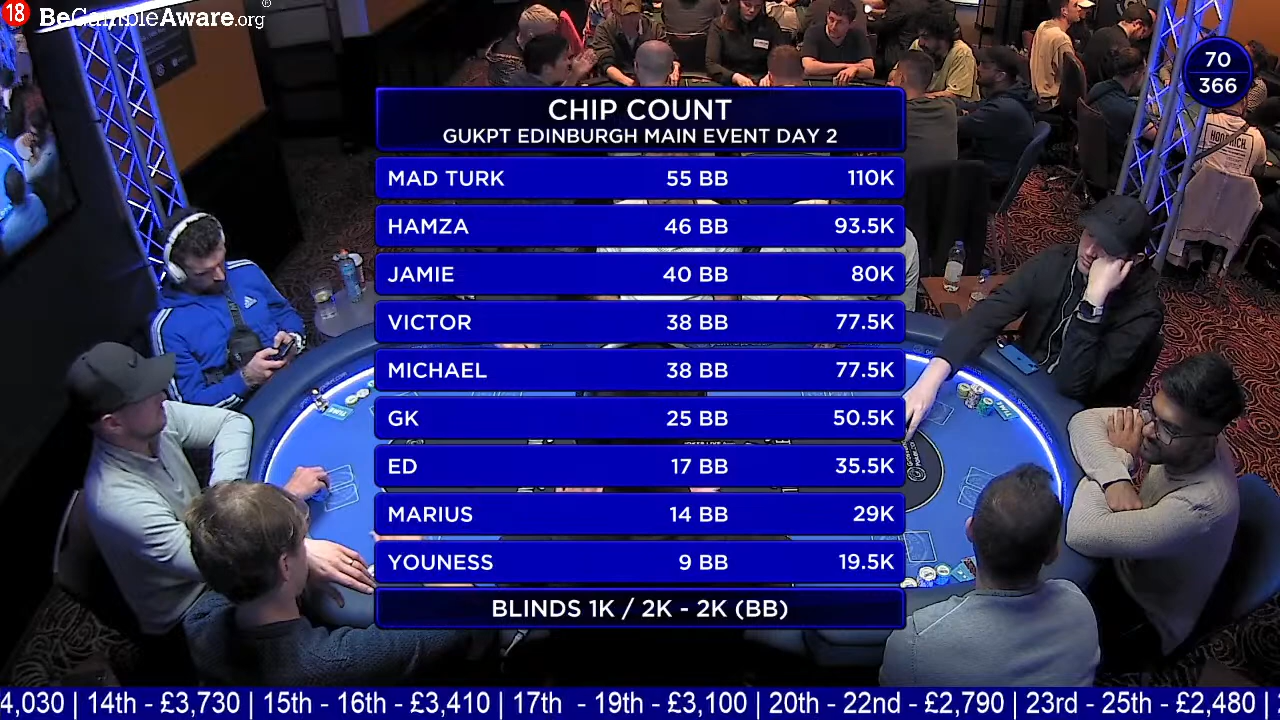 18 BeGambleAware.org®
70
366
CHIP COUNT
GUKPT EDINBURGH MAIN EVENT DAY 2
MAD TURK 55 BB 110K
HAMZA 46 BB 93.5K
JAMIE 40 BB 80K
VICTOR 38 BB 77.5K
MICHAEL 38 BB 77.5K
GK 25 BB 50.5K
ED 17 BB 35.5K
MARIUS 14 BB 29K
YOUNESS 9 BB 19.5K
BLINDS 1K / 2K - 2K (BB)
4,030 | 14th - £3,730 | 15th - 16th - £3,410 | 17th - 19th - £3,100 | 20th - 22nd - £2,790 | 23rd - 25th - £2,480 |